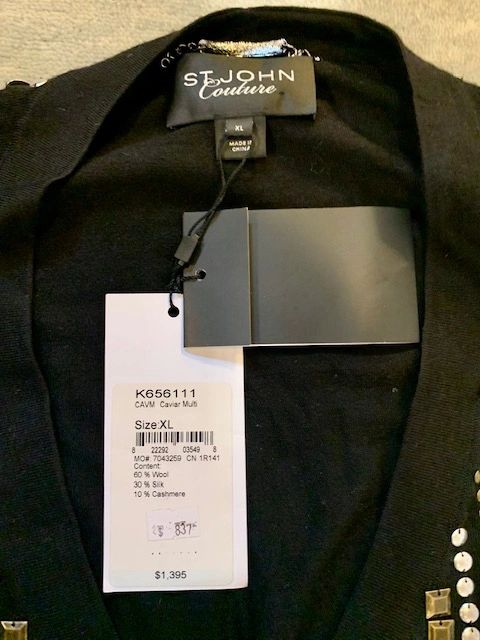 ST. JOHN
Couture
XL
MADE IN
CHINA
K656111
CAVM Caviar Multi
Size:XL
8 22292 03549 8
MO#: 7043259 CN 1R141
Content:
60 % Wool
30 % Silk
10 % Cashmere
$1,395